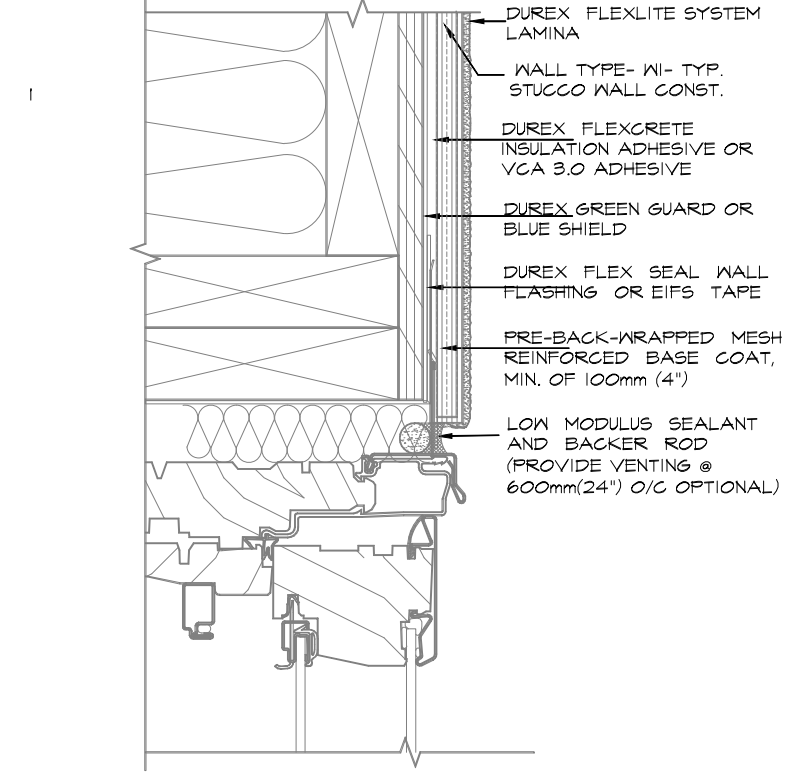 DUREX FLEXLITE SYSTEM
LAMINA
WALL TYPE- WI- TYP.
STUCCO WALL CONST.
DUREX FLEXCRETE
INSULATION ADHESIVE OR
VCA 3.0 ADHESIVE
DUREX GREEN GUARD OR
BLUE SHIELD
DUREX FLEX SEAL WALL
FLASHING OR EIFS TAPE
PRE-BACK-WRAPPED MESH
REINFORCED BASE COAT,
MIN. OF 100mm (4")
LOW MODULUS SEALANT
AND BACKER ROD
(PROVIDE VENTING @
600mm(24") O/C OPTIONAL)